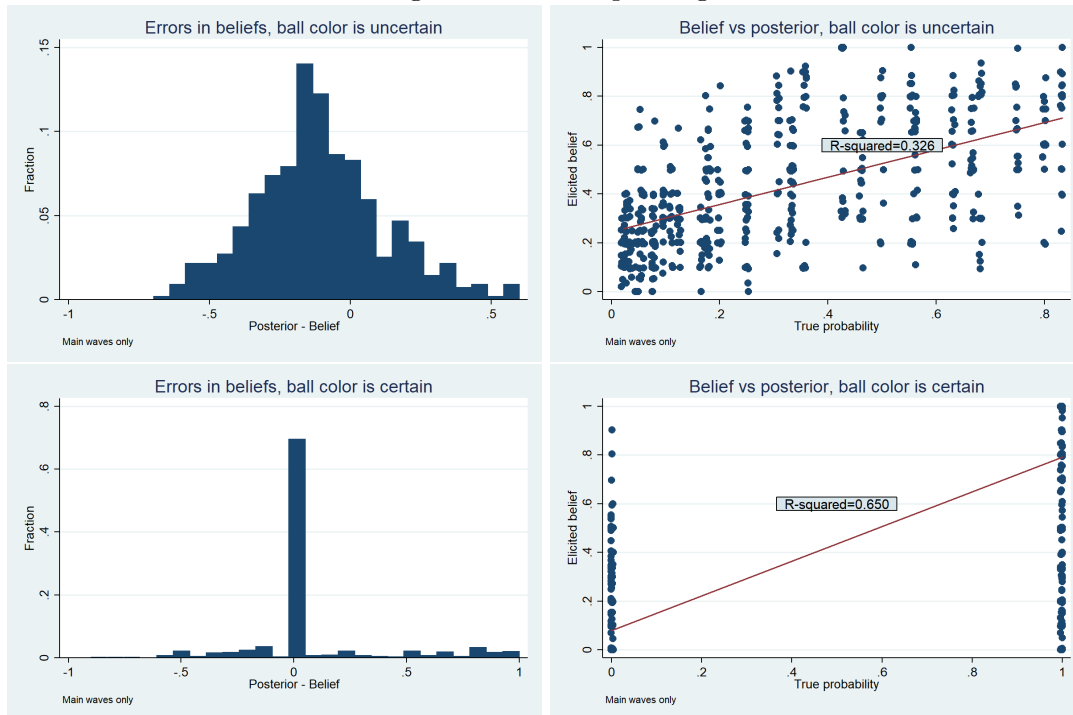 Errors in beliefs, ball color is uncertain
Fraction
0 .05 .1 .15
-1 -.5 0 .5
Posterior - Belief
Main waves only
Belief vs posterior, ball color is uncertain
Elicited belief
0 .2 .4 .6 .8 1
R-squared=0.326
0 .2 .4 .6 .8
True probability
Main waves only
Errors in beliefs, ball color is certain
Fraction
0 .2 .4 .6 .8
-1 -.5 0 .5 1
Posterior - Belief
Main waves only
Belief vs posterior, ball color is certain
Elicited belief
0 .2 .4 .6 .8 1
R-squared=0.650
0 .2 .4 .6 .8 1
True probability
Main waves only